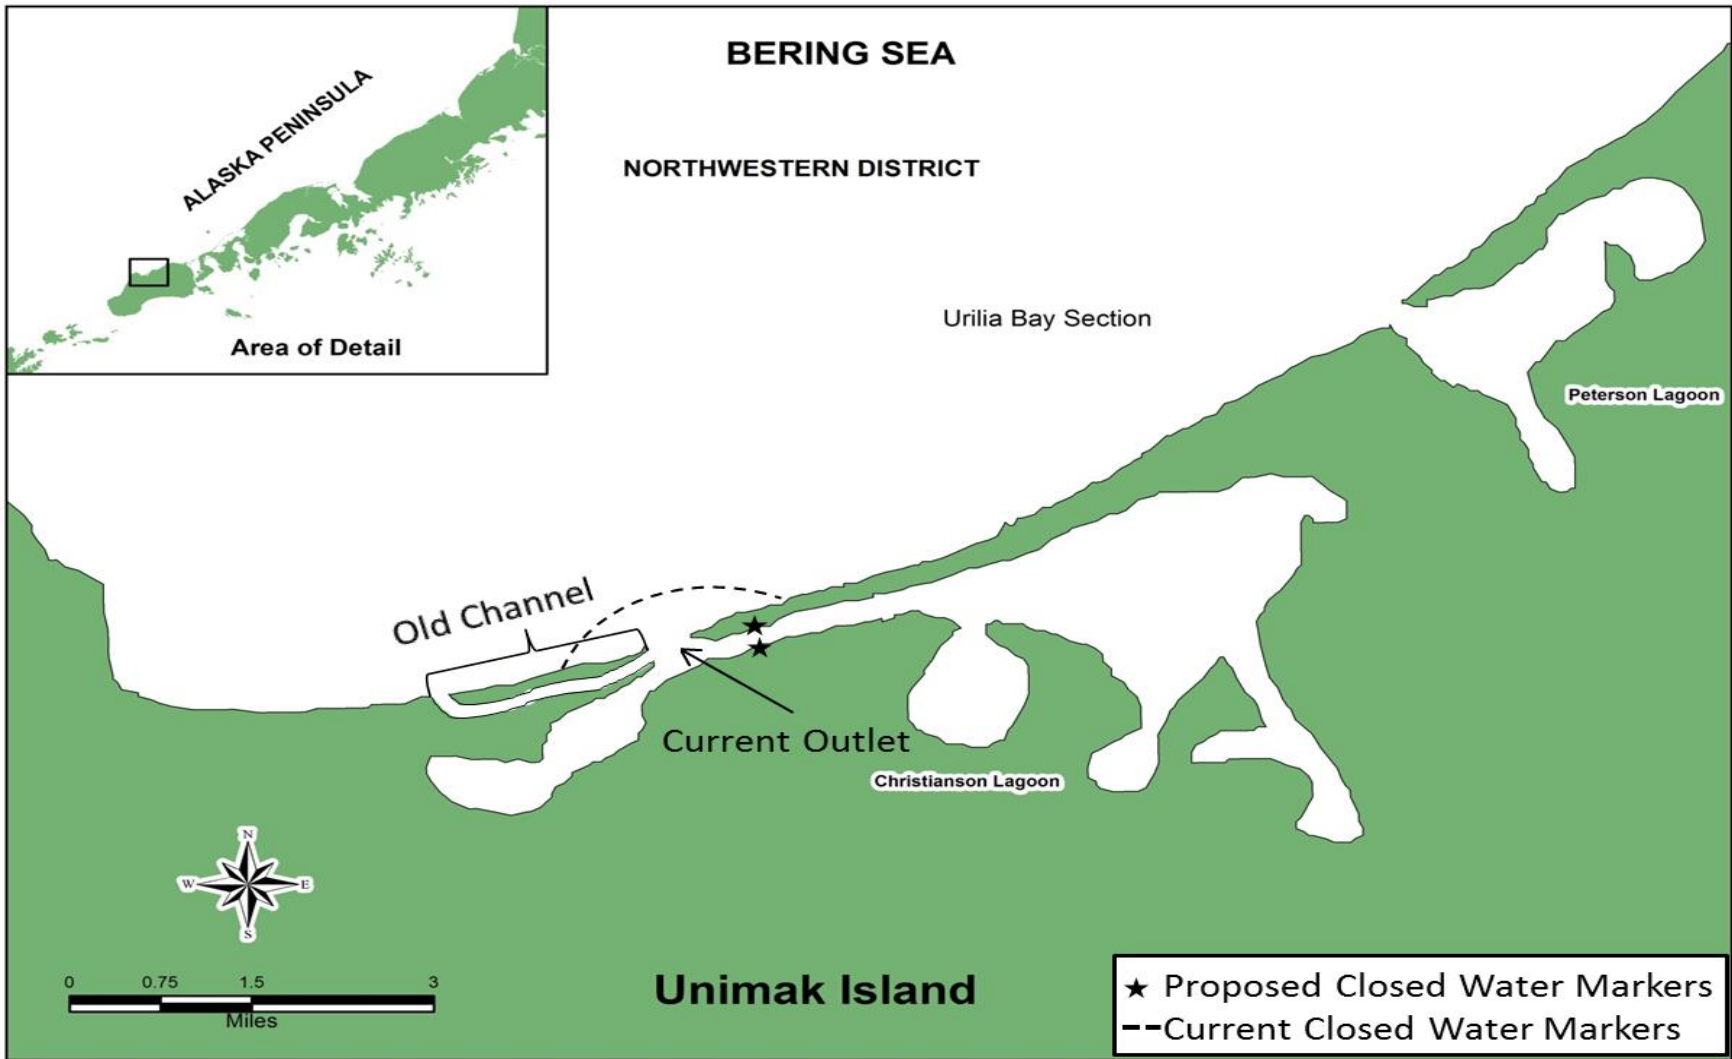 BERING SEA
ALASKA PENINSULA
NORTHWESTERN DISTRICT
Urilia Bay Section
Area of Detail
Peterson Lagoon
Old Channel
Current Outlet
Christianson Lagoon
N
W E
S
0 0.75 1.5 3
Miles
Unimak Island
Proposed Closed Water Markers
Current Closed Water Markers